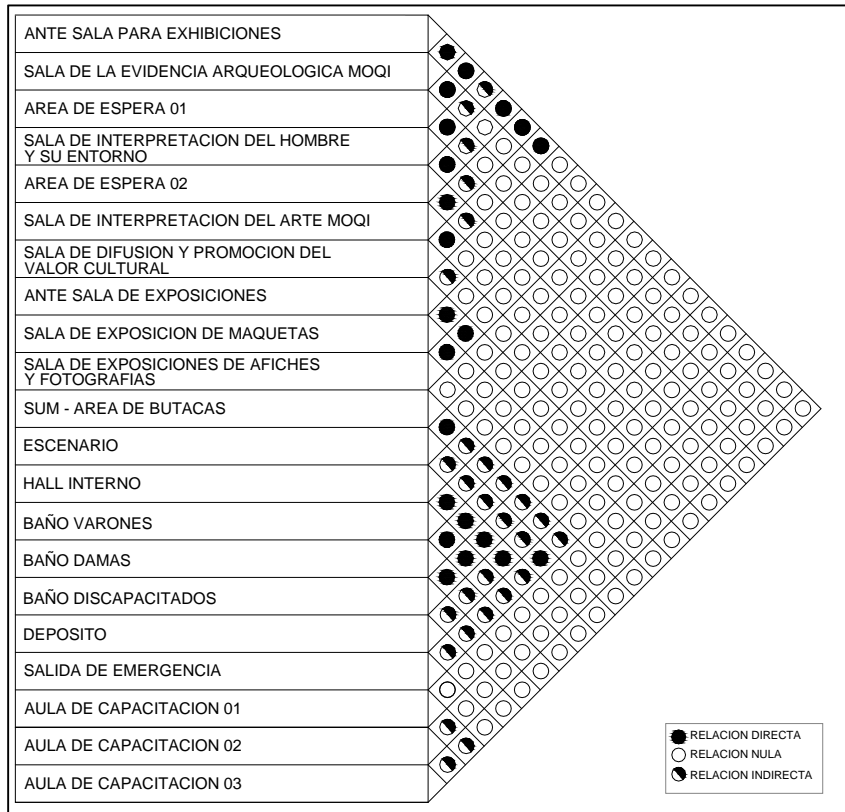 ANTE SALA PARA EXHIBICIONES
SALA DE LA EVIDENCIA ARQUEOLOGICA MOQI
AREA DE ESPERA 01
SALA DE INTERPRETACION DEL HOMBRE
Y SU ENTORNO
AREA DE ESPERA 02
SALA DE INTERPRETACION DEL ARTE MOQI
SALA DE DIFUSION Y PROMOCION DEL
VALOR CULTURAL
ANTE SALA DE EXPOSICIONES
SALA DE EXPOSICION DE MAQUETAS
SALA DE EXPOSICIONES DE AFICHES
Y FOTOGRAFIAS
SUM - AREA DE BUTACAS
ESCENARIO
HALL INTERNO
BAÑO VARONES
BAÑO DAMAS
BAÑO DISCAPACITADOS
DEPOSITO
SALIDA DE EMERGENCIA
AULA DE CAPACITACION 01
AULA DE CAPACITACION 02
AULA DE CAPACITACION 03
RELACION DIRECTA
RELACION NULA
RELACION INDIRECTA